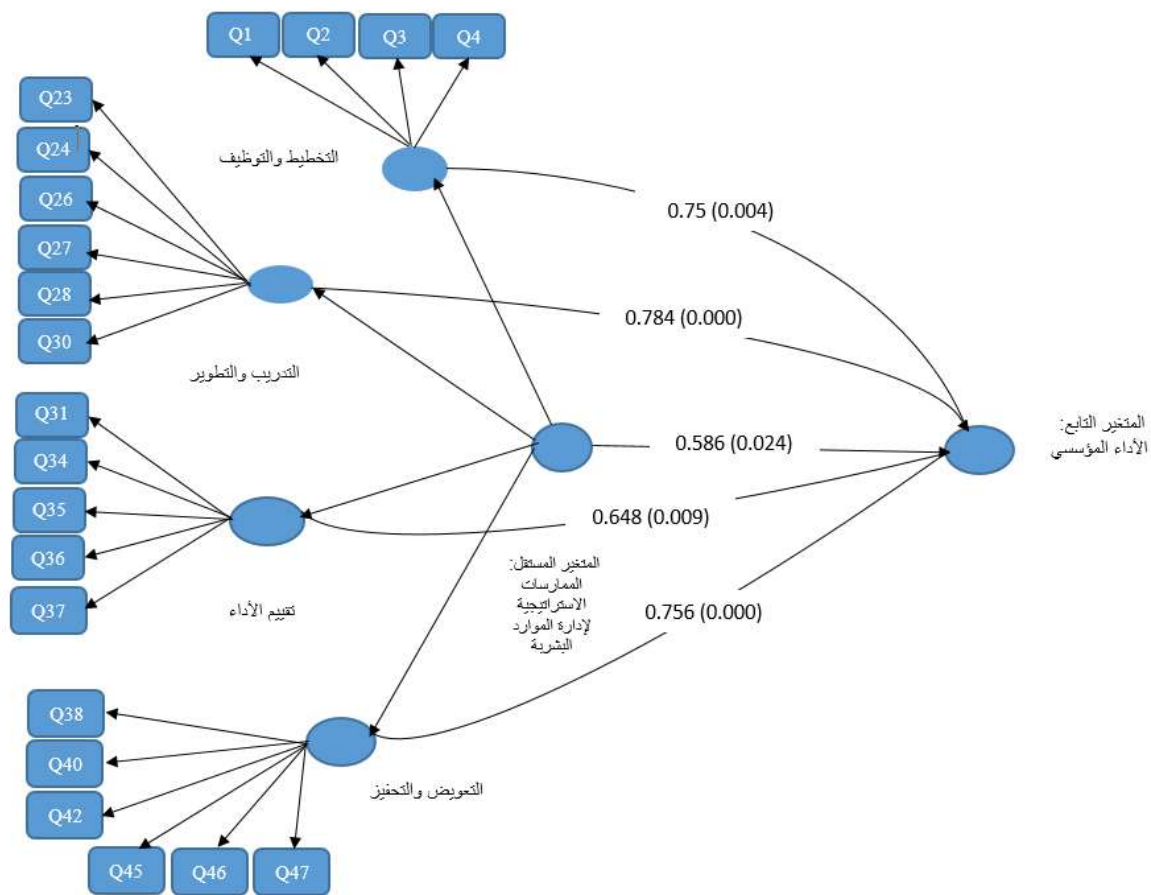 Q1
Q2
Q3
Q4
Q23
Q24
Q26
Q27
Q28
Q30
التخطيط والتوظيف
0.75 (0.004)
0.784 (0.000)
التدريب والتطوير
Q31
Q34
Q35
Q36
Q37
0.586 (0.024)
المتغير التابع:
الأداء المؤسسي
0.648 (0.009)
المتغير المستقل:
الممارسات
الاستراتيجية
لإدارة الموارد
البشرية
تقييم الأداء
0.756 (0.000)
Q38
Q40
Q42
Q45
Q46
Q47
التعويض والتحفيز